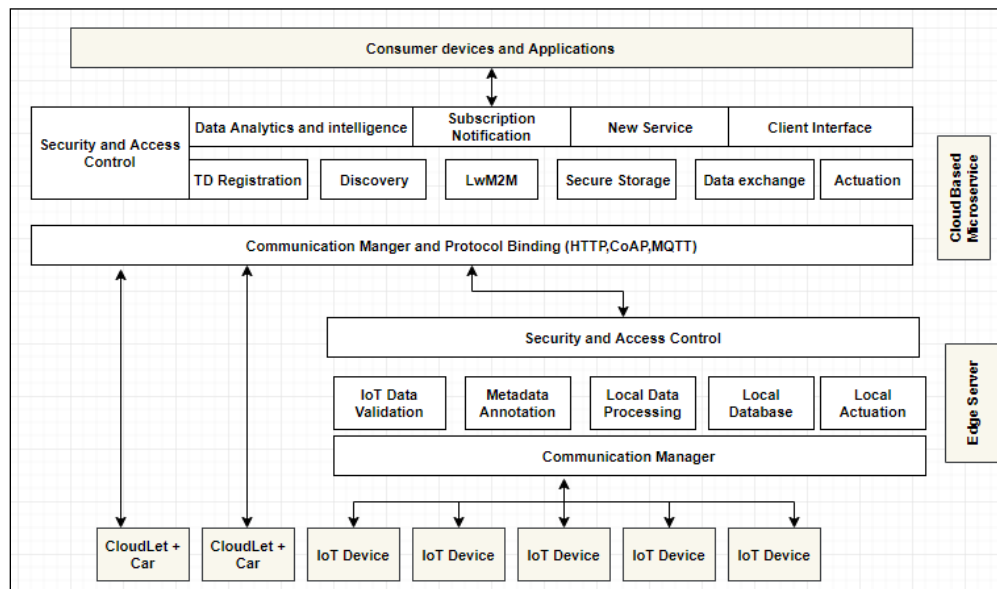 Consumer devices and Applications
Security and Access
Control
Data Analytics and intelligence
Subscription
Notification
New Service
Client Interface
TD Registration
Discovery
LwM2M
Secure Storage
Data exchange
Actuation
Cloud Based
Microservice
Communication Manger and Protocol Binding (HTTP,CoAP,MQTT)
Security and Access Control
IoT Data
Validation
Metadata
Annotation
Local Data
Processing
Local
Database
Local
Actuation
Edge Server
Communication Manager
CloudLet +
Car
CloudLet +
Car
IoT Device
IoT Device
IoT Device
IoT Device
IoT Device